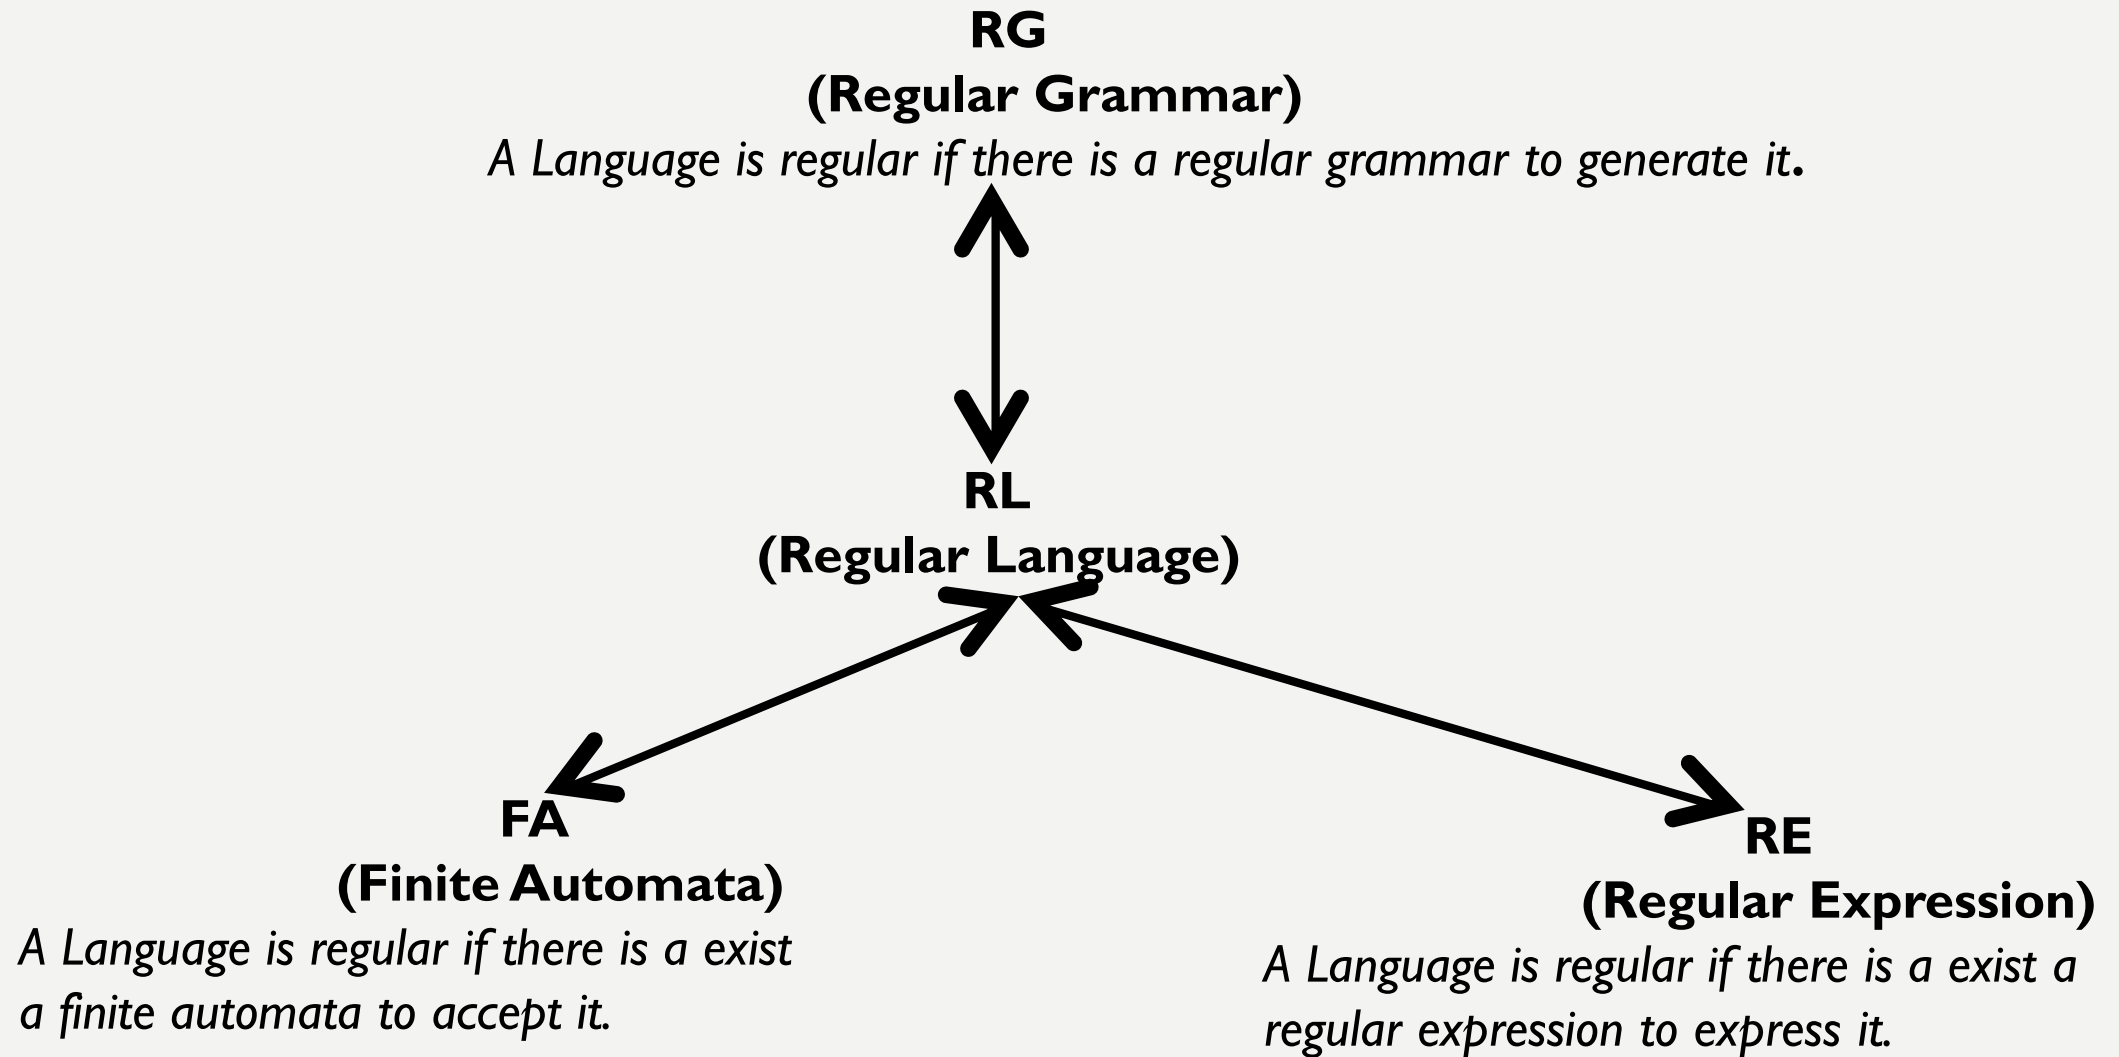 RG
(Regular Grammar)
A Language is regular if there is a regular grammar to generate it.
RL
(Regular Language)
FA
(Finite Automata)
A Language is regular if there is a exist
a finite automata to accept it.
RE
(Regular Expression)
A Language is regular if there is a exist a
regular expression to express it.